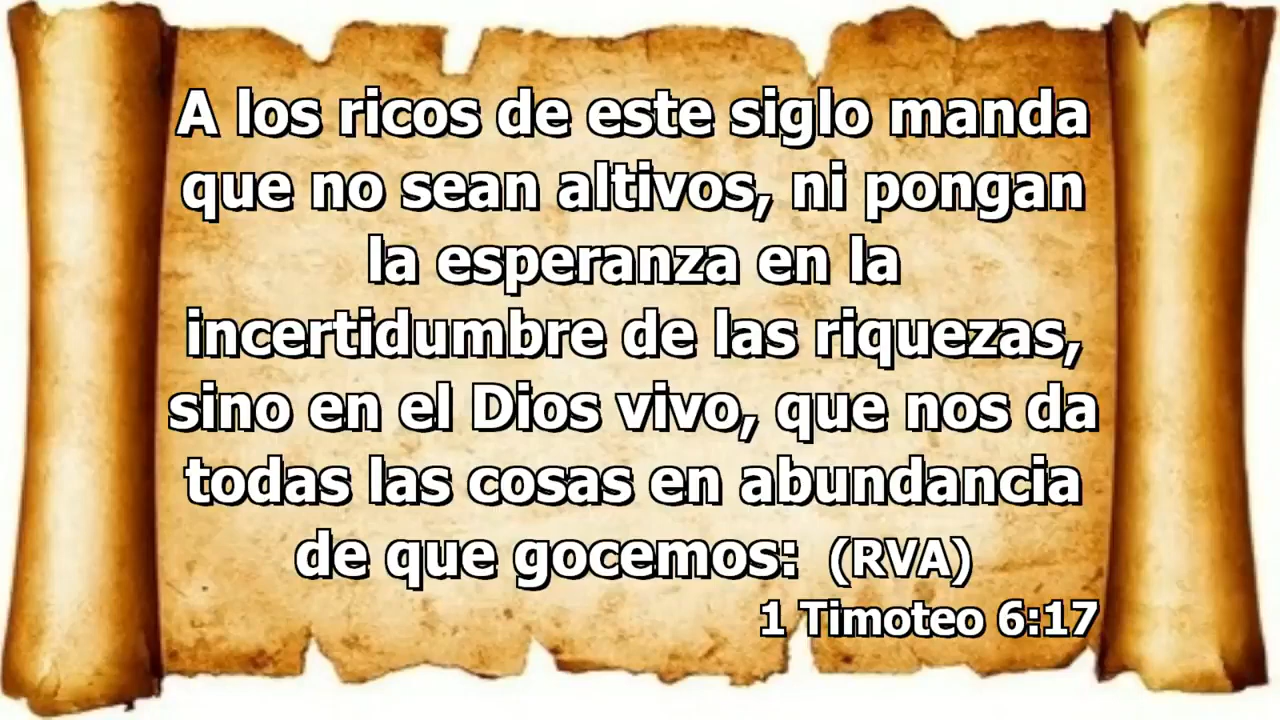 A los ricos de este siglo manda
que no sean altivos, ni pongan
la esperanza en la
incertidumbre de las riquezas,
sino en el Dios vivo, que nos da
todas las cosas en abundancia
de que gocemos: (RVA)
1 Timoteo 6:17